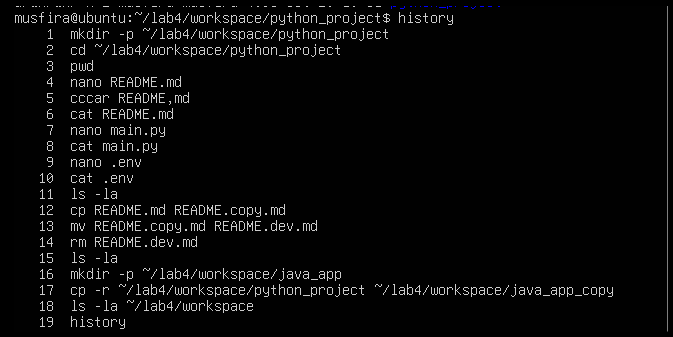 musfira@ubuntu:~/lab4/workspace/python_project$ history
1 mkdir -p ~/lab4/workspace/python_project
2 cd ~/lab4/workspace/python_project
3 pwd
4 nano README.md
5 cccar README,md
6 cat README.md
7 nano main.py
8 cat main.py
9 nano .env
10 cat .env
11 ls -la
12 cp README.md README.copy.md
13 mv README.copy.md README.dev.md
14 rm README.dev.md
15 ls -la
16 mkdir -p ~/lab4/workspace/java_app
17 cp -r ~/lab4/workspace/python_project ~/lab4/workspace/java_app_copy
18 ls -la ~/lab4/workspace
19 history